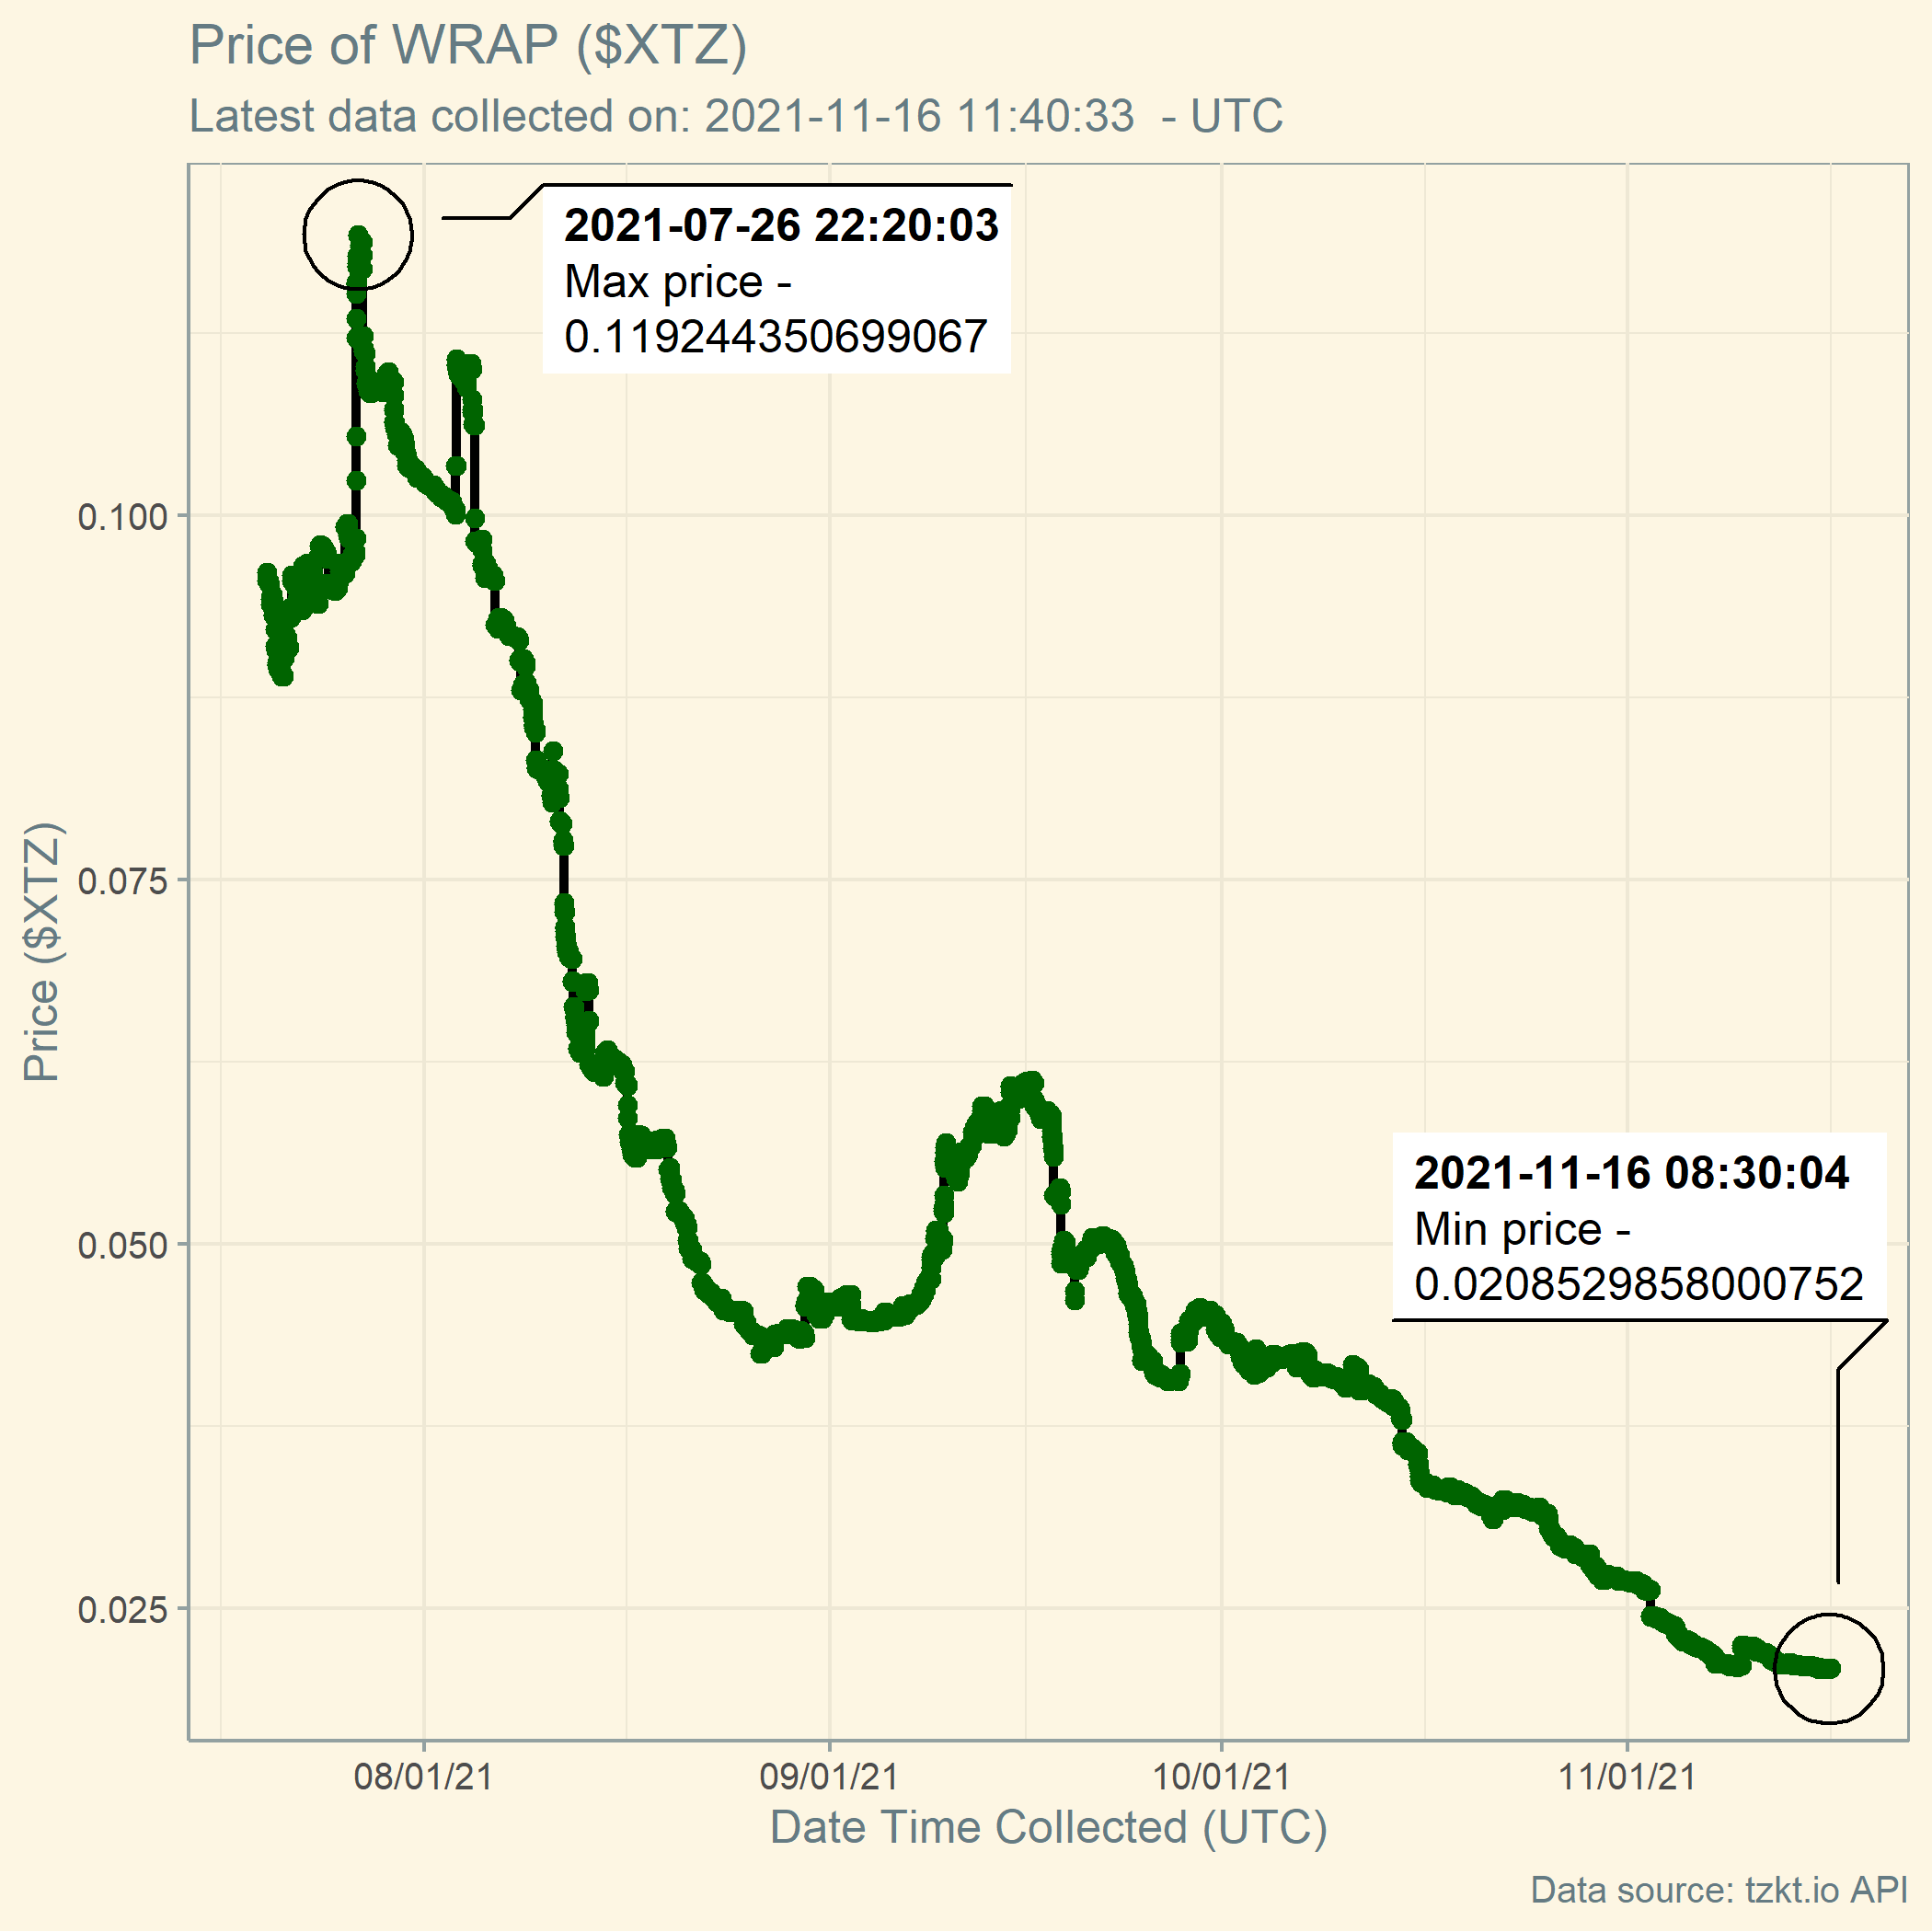 Price of WRAP ($XTZ)
Latest data collected on: 2021-11-16 11:40:33  - UTC
2021-07-26 22:20:03
Max price -
0.119244350699067
0.100
0.075
0.050
0.025
Price ($XTZ)
2021-11-16 08:30:04
Min price -
0.0208529858000752
08/01/21
09/01/21
10/01/21
11/01/21
Date Time Collected (UTC)
Data source: tzkt.io API